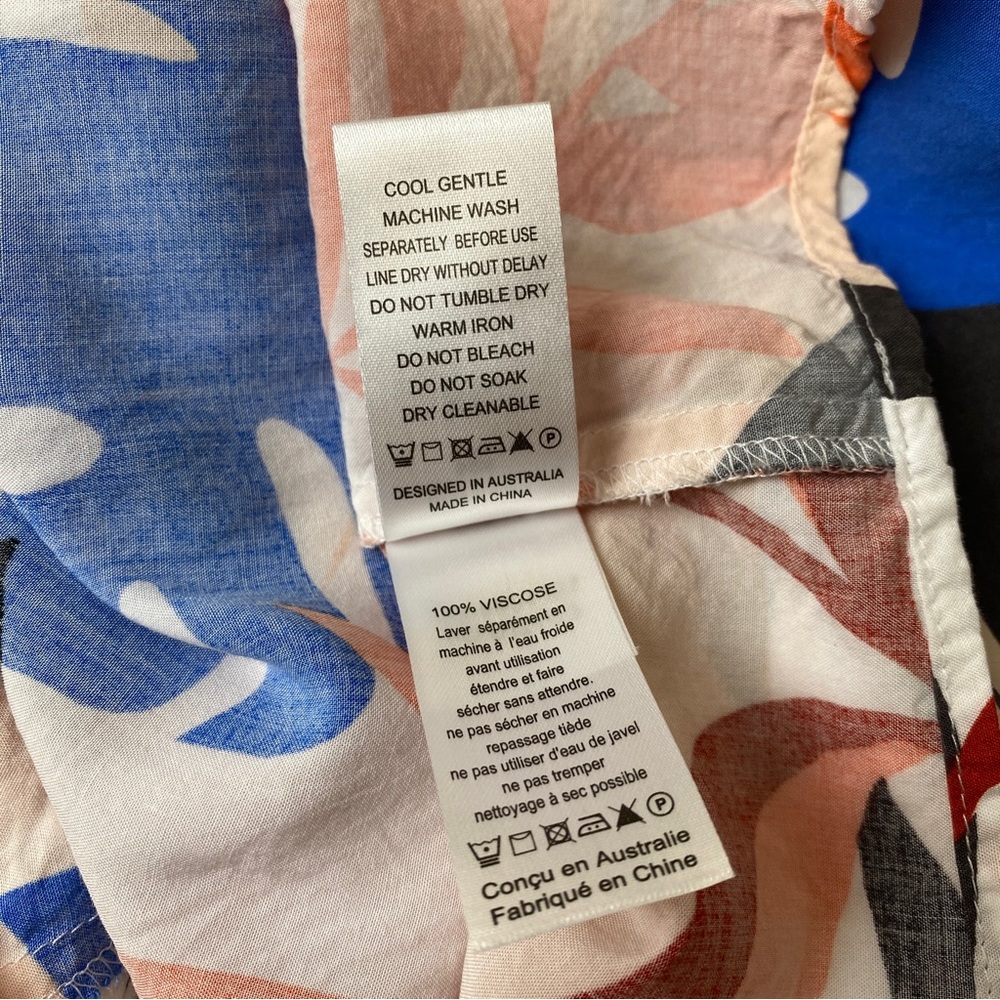 COOL GENTLE
MACHINE WASH
SEPARATELY BEFORE USE
LINE DRY WITHOUT DELAY
DO NOT TUMBLE DRY
WARM IRON
DO NOT BLEACH
DO NOT SOAK
DRY CLEANABLE
P
DESIGNED IN AUSTRALIA
MADE IN CHINA
100% VISCOSE
Laver séparément en
machine à l'eau froide
avant utilisation
étendre et faire
sécher sans attendre.
ne pas sécher en machine
repassage tiède
ne pas utiliser d'eau de javel
ne pas tremper
nettoyage à sec possible
P
Conçu en Australie
Fabriqué en Chine